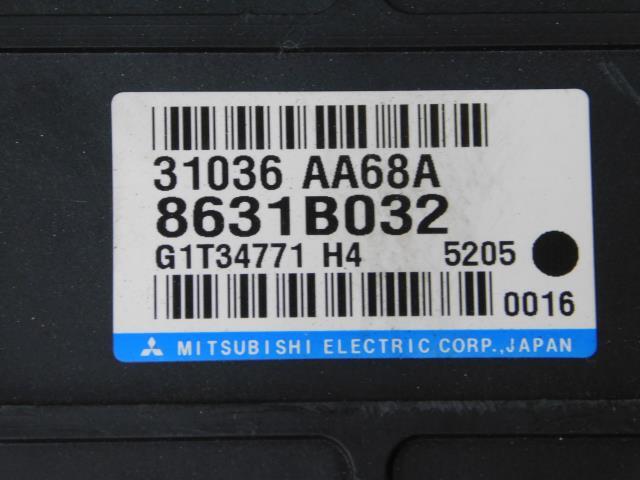 31036 AA68A
8631B032
G1T34771 H4 5205
0016
MITSUBISHI ELECTRIC CORP.,JAPAN